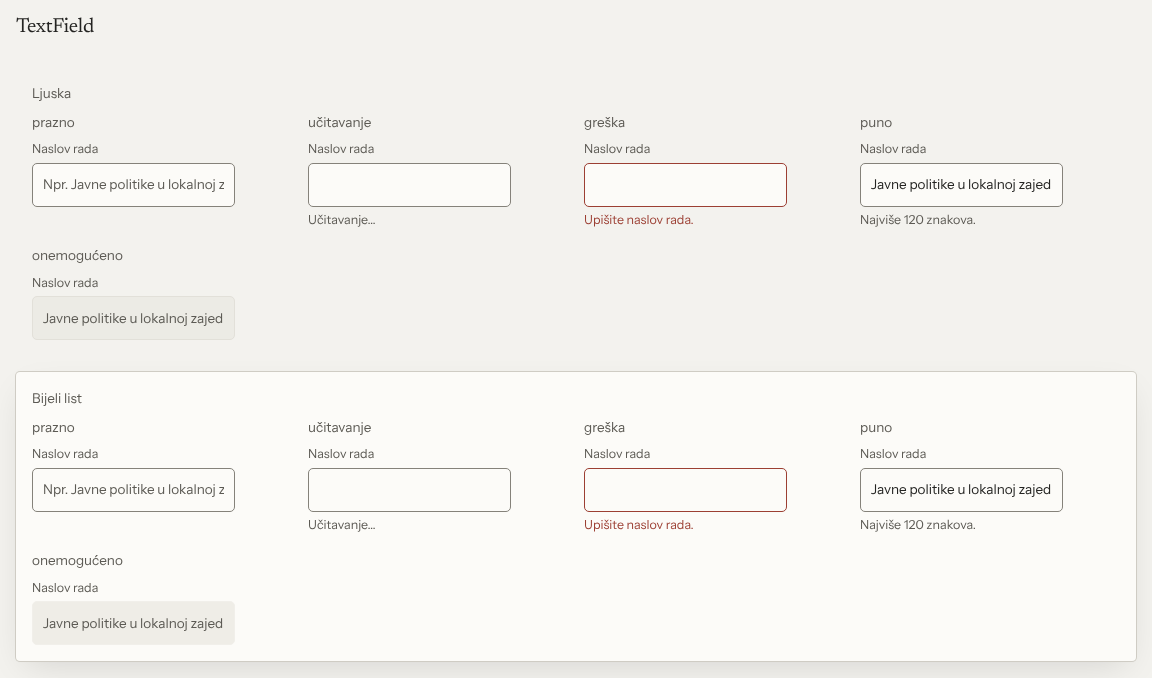 TextField
Ljuska
prazno
učitavanje
greška
puno
Naslov rada
Naslov rada
Naslov rada
Naslov rada
Npr. Javne politike u lokalnoj z
Javne politike u lokalnoj zajed
Učitavanje…
Upišite naslov rada.
Najviše 120 znakova.
onemogućeno
Naslov rada
Javne politike u lokalnoj zajed
Bijeli list
prazno
učitavanje
greška
puno
Naslov rada
Naslov rada
Naslov rada
Naslov rada
Npr. Javne politike u lokalnoj z
Javne politike u lokalnoj zajed
Učitavanje…
Upišite naslov rada.
Najviše 120 znakova.
onemogućeno
Naslov rada
Javne politike u lokalnoj zajed